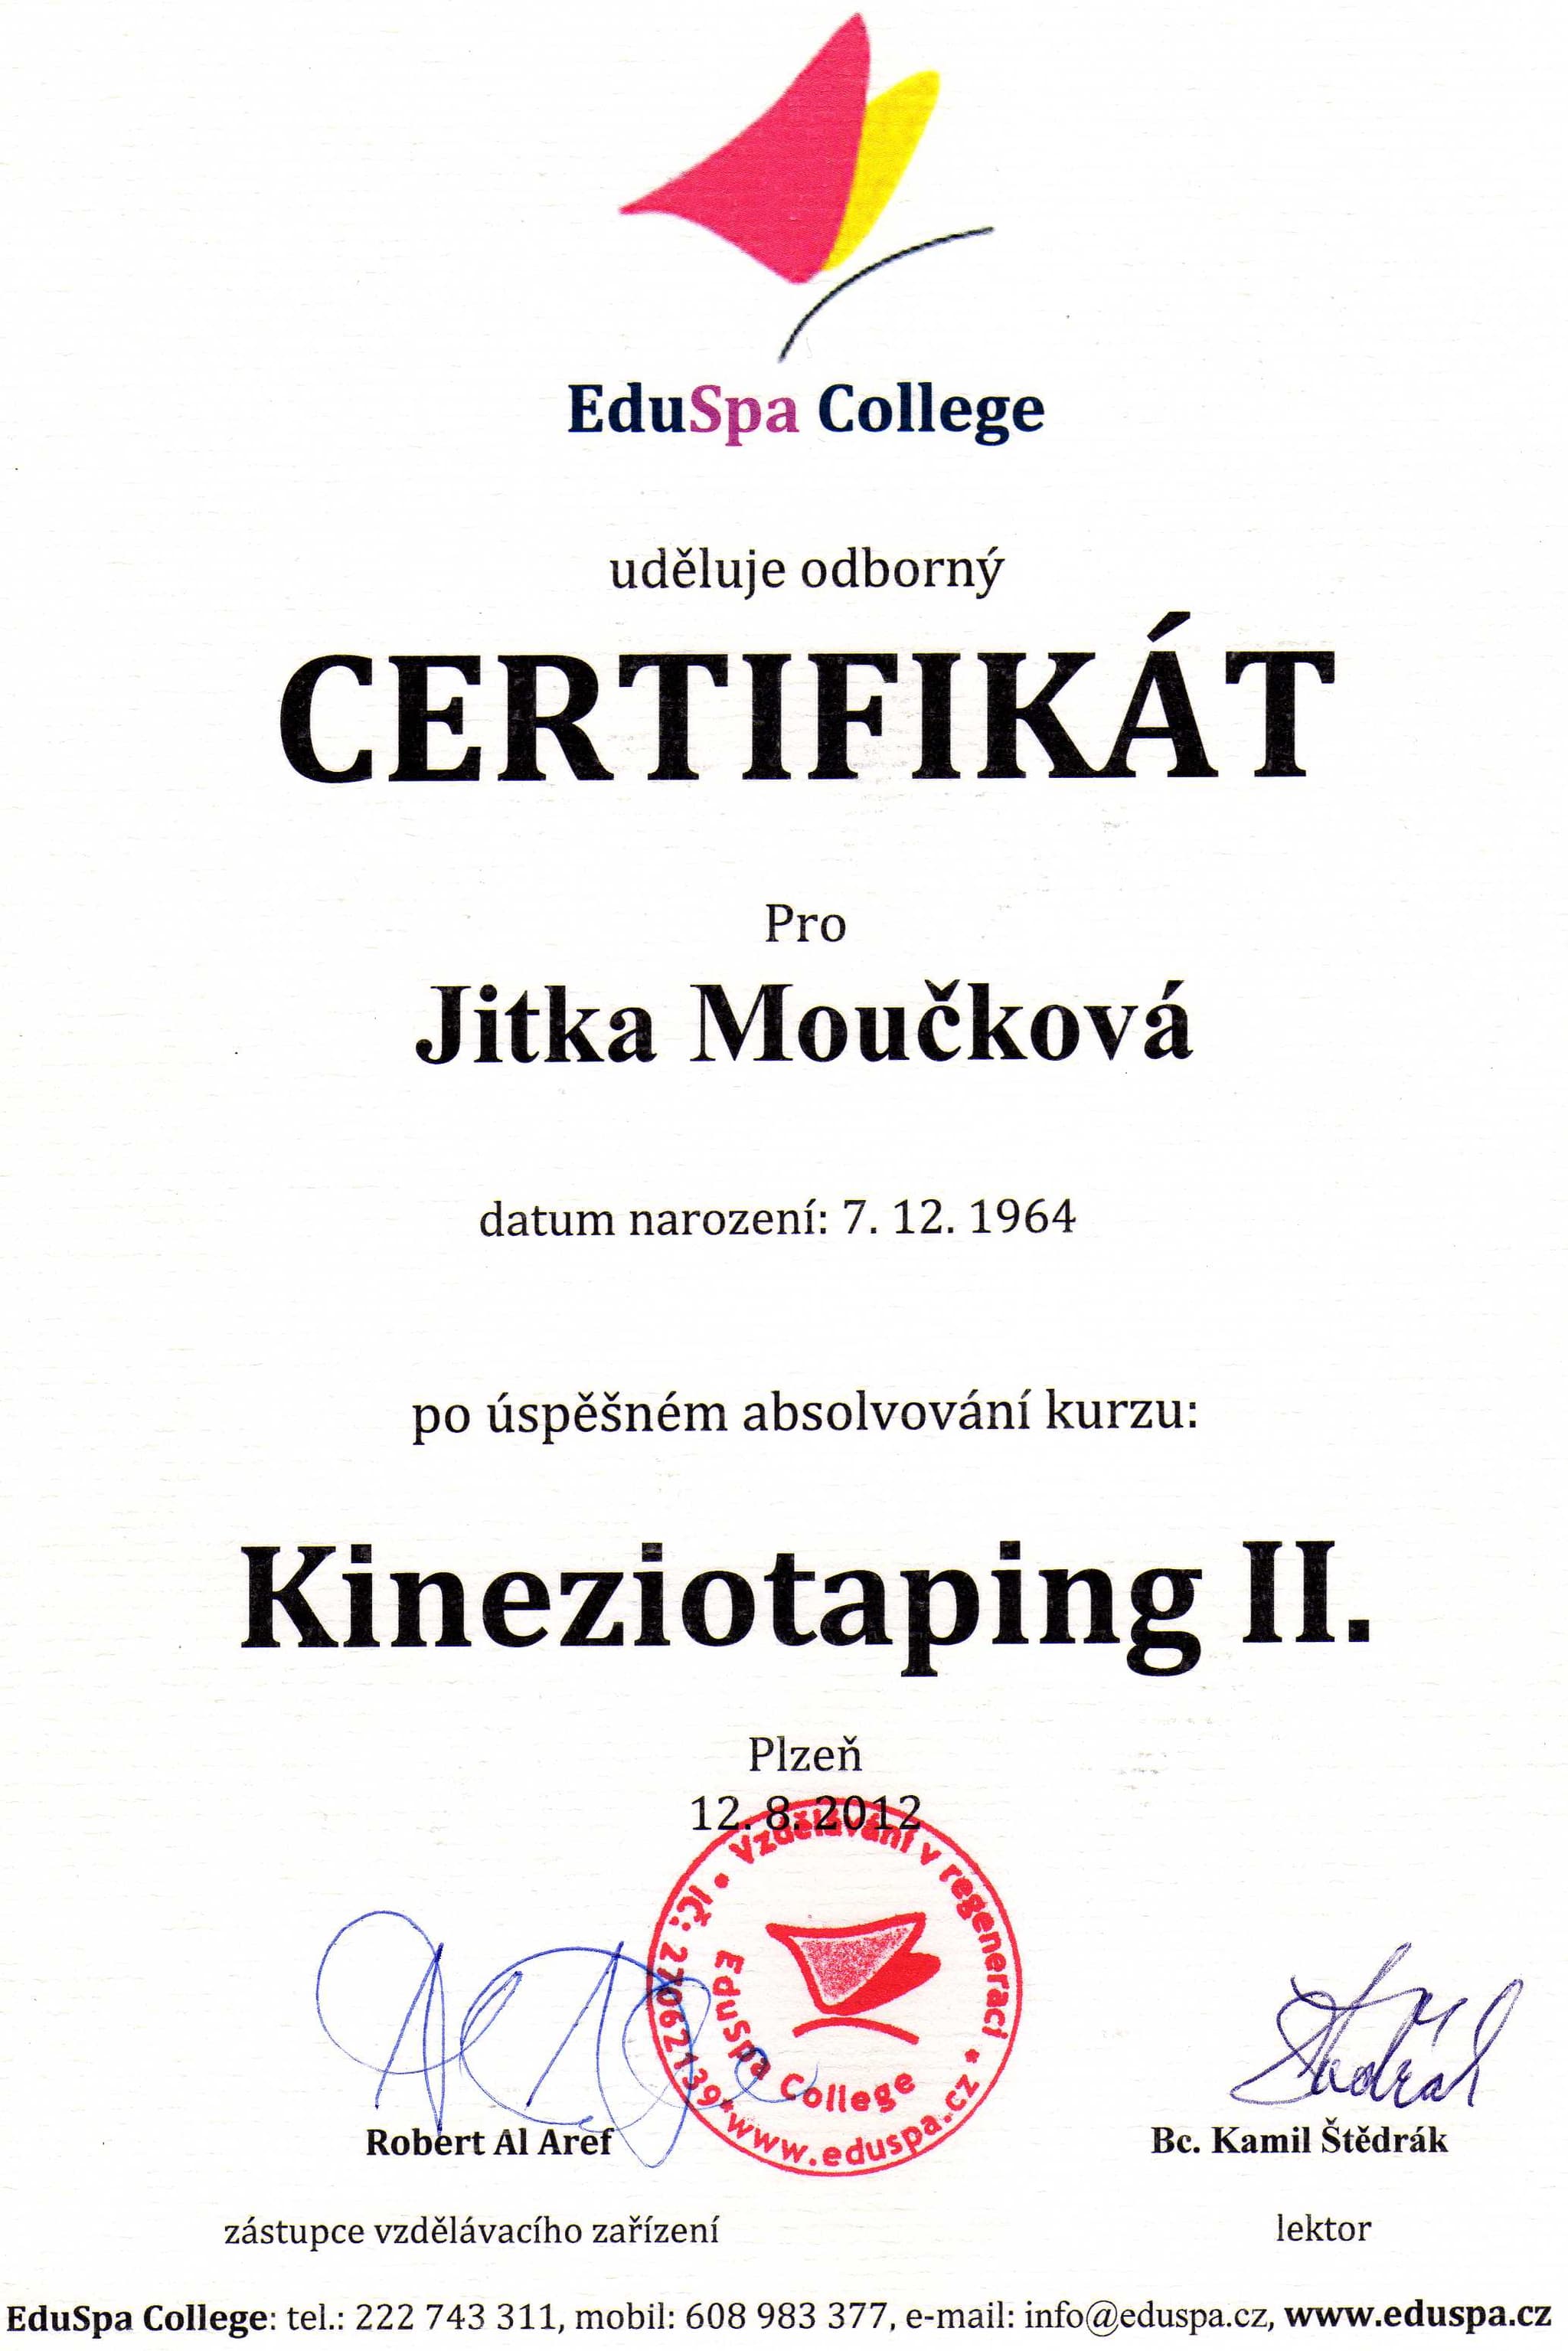 EduSpa College
uděluje odborný
CERTIFIKÁT
Pro
Jitka Moučková
datum narození: 7. 12. 1964
po úspěšném absolvování kurzu:
Kineziotaping II.
Plzeň
12. 8. 2012
Vzdělávání v regeneraci * www.eduspa.cz * IČ: 27062139 •
EduSpa College
Robert Al Aref
Bc. Kamil Štědrák
zástupce vzdělávacího zařízení
lektor
EduSpa College: tel.: 222 743 311, mobil: 608 983 377, e-mail: info@eduspa.cz, www.eduspa.cz